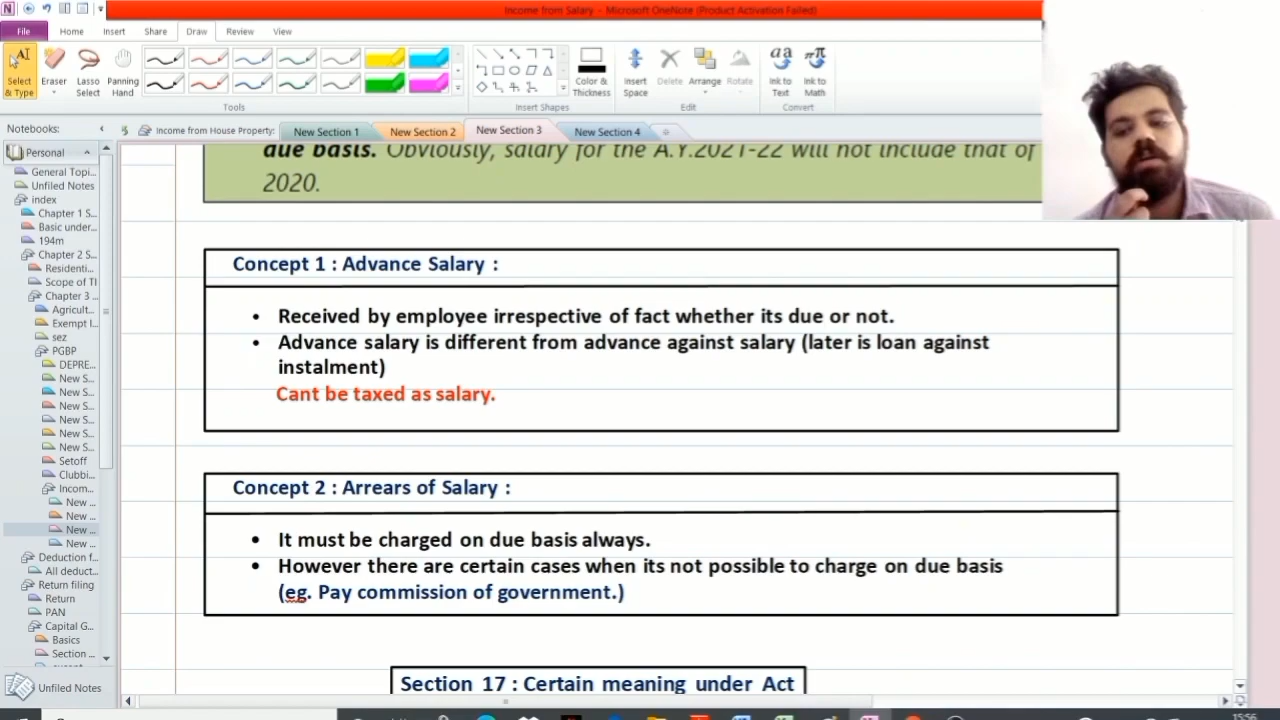 Income from Salary - Microsoft OneNote (Product Activation Failed)
File Home Insert Share Draw Review View
Select & Type
Eraser
Lasso Select
Panning Hand
Color & Thickness
Insert Space
Delete
Arrange
Rotate
Ink to Text
Ink to Math
Tools
Insert Shapes
Edit
Convert
Notebooks:
Income from House Property:
New Section 1
New Section 2
New Section 3
New Section 4
Personal
General Topi...
Unfiled Notes
index
Chapter 1 S...
Basic under...
194m
Chapter 2 S...
Residenti...
Scope of TI
Chapter 3 ...
Agricult...
Exempt I...
sez
PGBP
DEPRE...
New S...
New S...
New S...
New S...
New S...
New S...
Setoff
Clubbi...
Incom...
New ...
New ...
New ...
New ...
Deduction f...
All deduct...
Return filing
Return
PAN
Capital G...
Basics
Section ...
Unfiled Notes
due basis. Obviously, salary for the A.Y.2021-22 will not include that of
2020.
Concept 1 : Advance Salary :
• Received by employee irrespective of fact whether its due or not.
• Advance salary is different from advance against salary (later is loan against
instalment)
Cant be taxed as salary.
Concept 2 : Arrears of Salary :
• It must be charged on due basis always.
• However there are certain cases when its not possible to charge on due basis
(eg. Pay commission of government.)
Section 17 : Certain meaning under Act
15:56